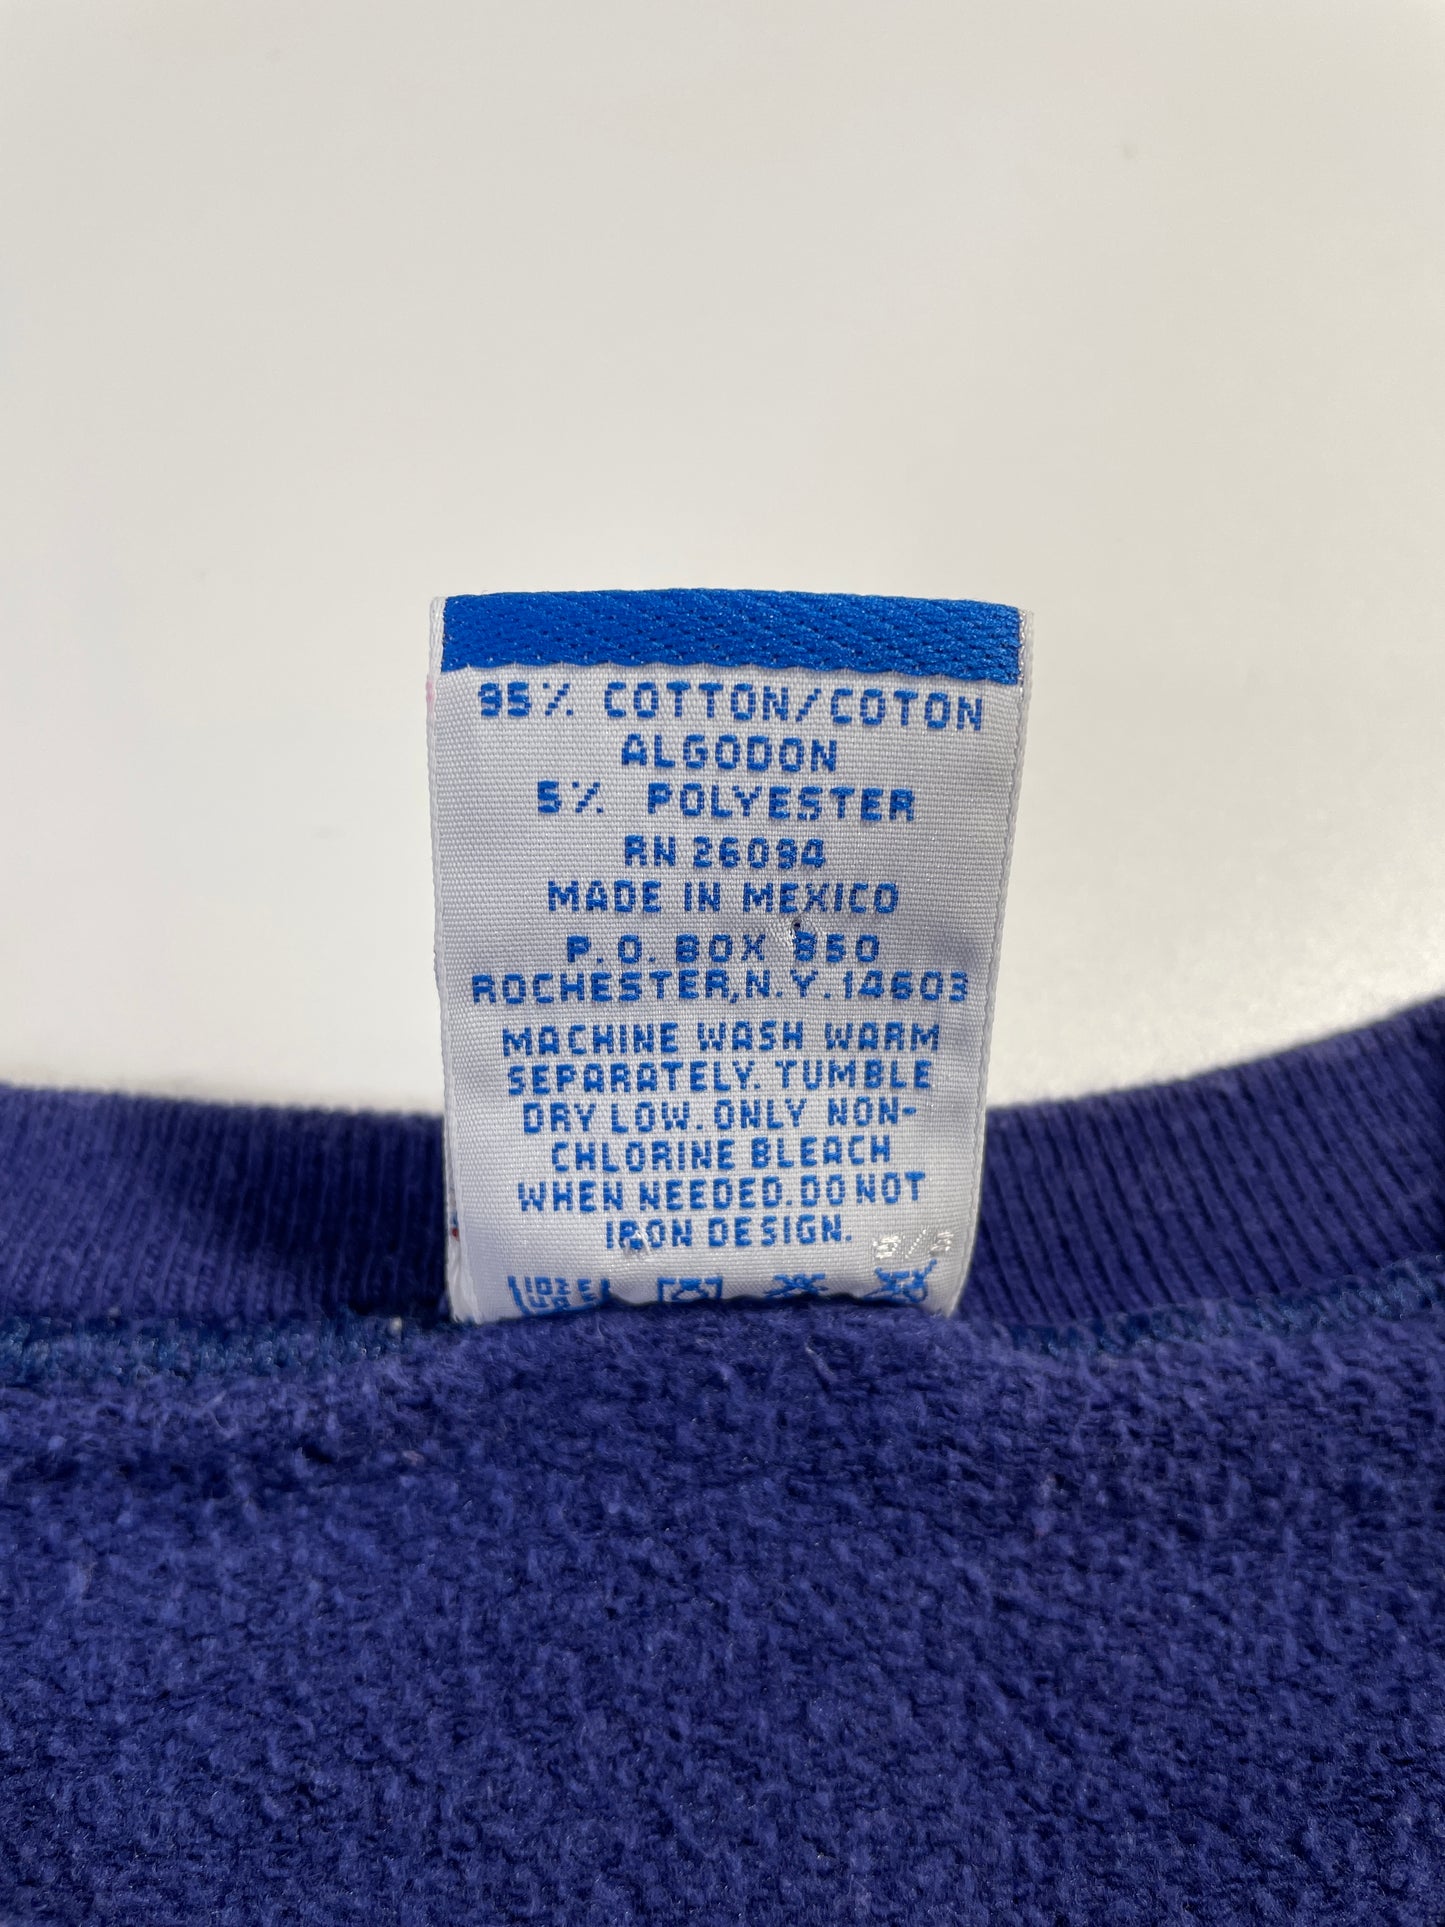 95% COTTON/COTON
ALGODON
5% POLYESTER
RN 26094
MADE IN MEXICO
P.O. BOX 850
ROCHESTER, N.Y. 14603
MACHINE WASH WARM
SEPARATELY. TUMBLE
DRY LOW. ONLY NON-
CHLORINE BLEACH
WHEN NEEDED. DO NOT
IRON DESIGN.